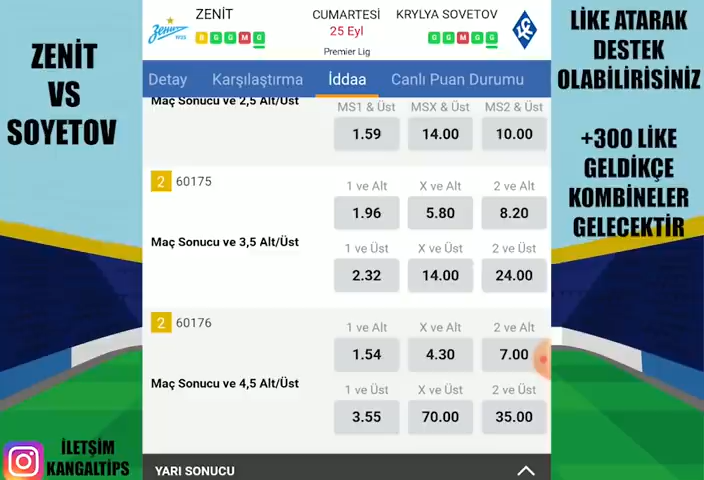 ZENİT
VS
SOYETOV
ZENİT
B G G M G
CUMARTESİ
25 Eyl
Premier Lig
KRYLYA SOVETOV
G G M G G
Detay Karşılaştırma İddaa Canlı Puan Durumu
Maç Sonucu ve 2,5 Alt/Üst
MS1 & Üst MSX & Üst MS2 & Üst
1.59 14.00 10.00
2 60175
1 ve Alt X ve Alt 2 ve Alt
1.96 5.80 8.20
Maç Sonucu ve 3,5 Alt/Üst
1 ve Üst X ve Üst 2 ve Üst
2.32 14.00 24.00
2 60176
1 ve Alt X ve Alt 2 ve Alt
1.54 4.30 7.00
Maç Sonucu ve 4,5 Alt/Üst
1 ve Üst X ve Üst 2 ve Üst
3.55 70.00 35.00
YARI SONUCU
LİKE ATARAK
DESTEK
OLABİLİRİSİNİZ
+300 LİKE
GELDİKÇE
KOMBİNELER
GELECEKTİR
İLETŞİM
KANGALTİPS